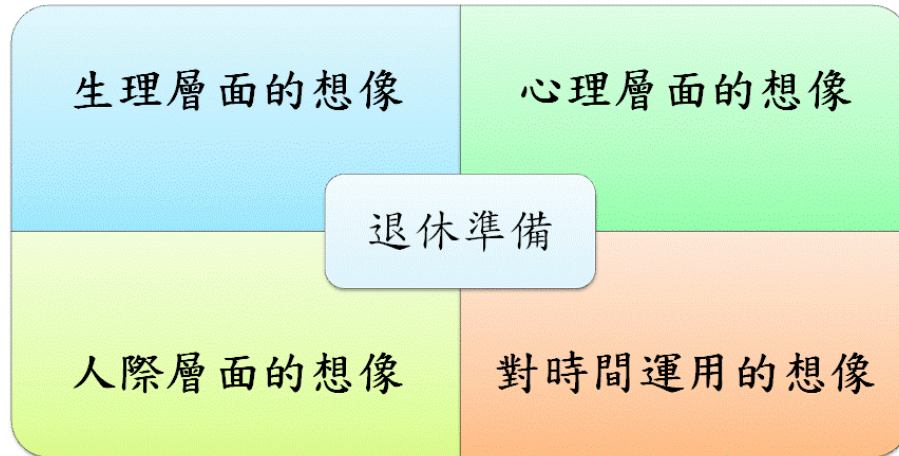 生理層面的想像
心理層面的想像
退休準備
人際層面的想像
對時間運用的想像